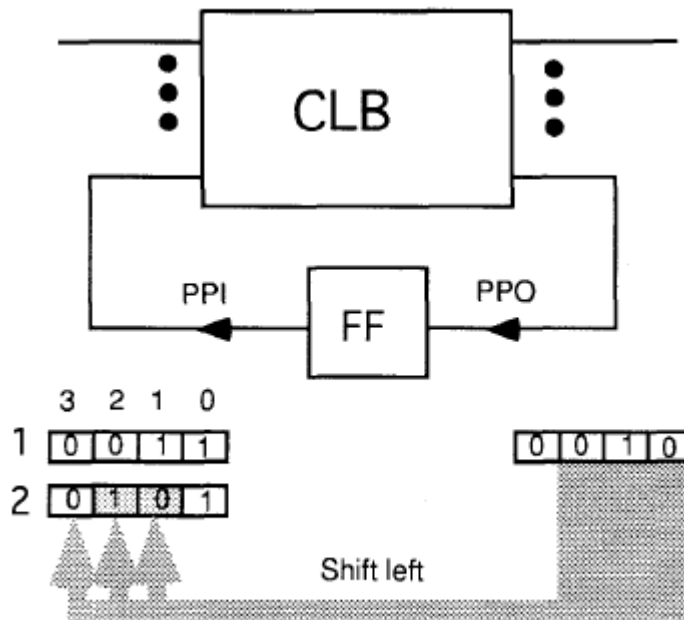 CLB
PPI
FF
PPO
3 2 1 0
1 0 0 1 1 0 0 1 0
2 0 1 0 1
Shift left